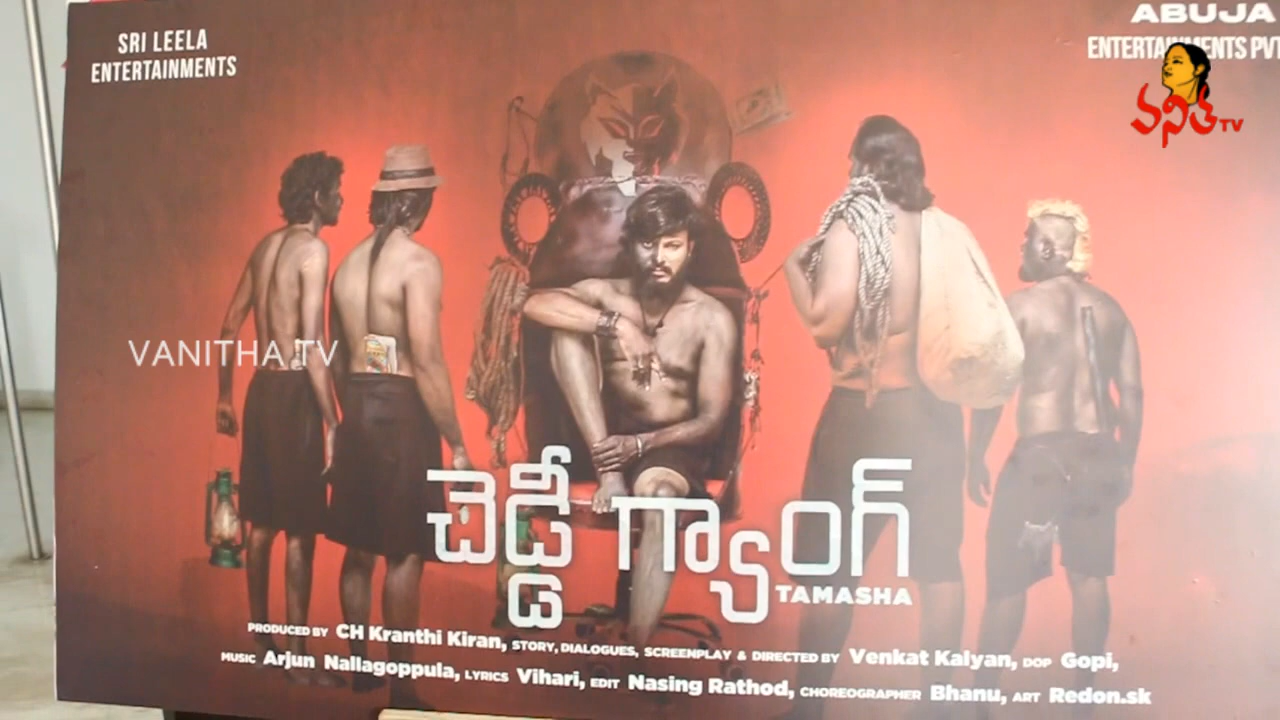 SRI LEELA
ENTERTAINMENTS
ABUJA
ENTERTAINMENTS PVT
వనిత TV
VANITHA TV
చెడ్డీ గ్యాంగ్
TAMASHA
PRODUCED BY CH Kranthi Kiran, STORY, DIALOGUES, SCREENPLAY & DIRECTED BY Venkat Kalyan, DOP Gopi,
MUSIC Arjun Nallagoppula, LYRICS Vihari, EDIT Nasing Rathod, CHOREOGRAPHER Bhanu, ART Redon.sk